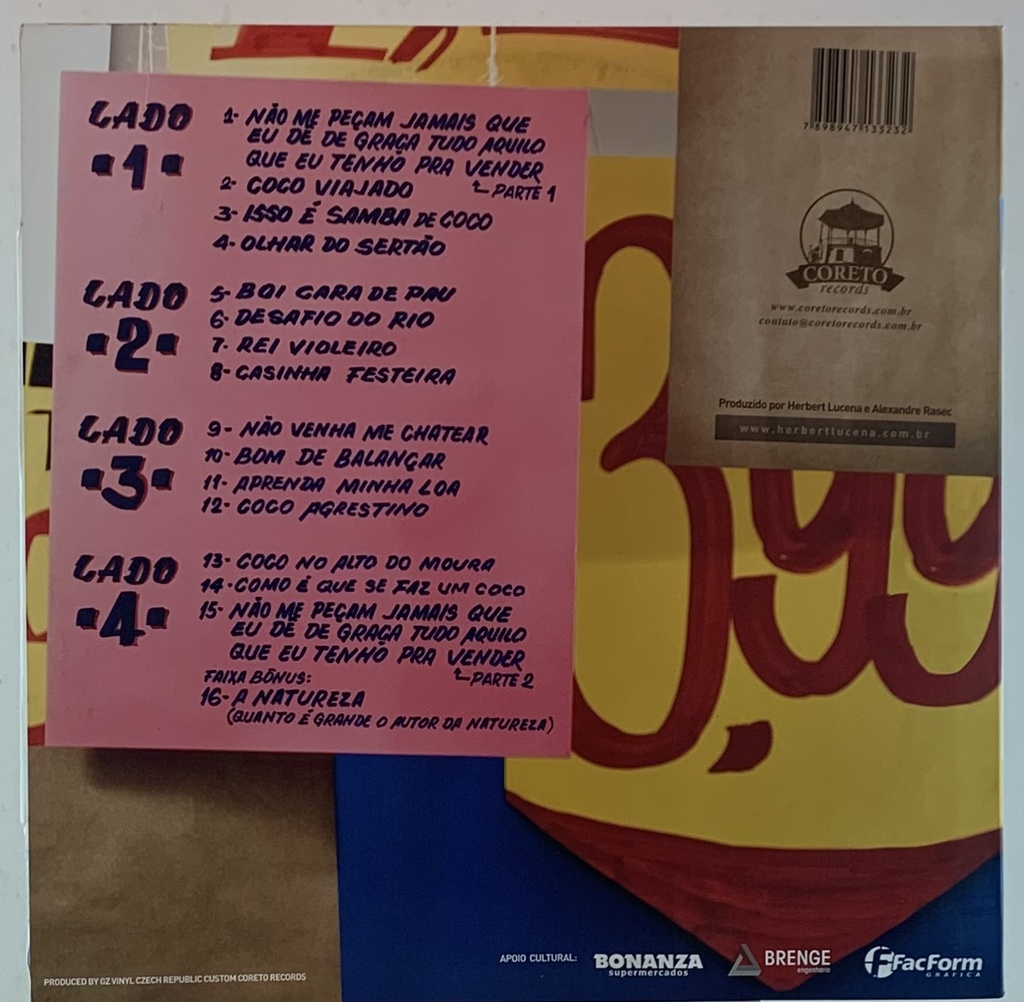 LADO
1
1- NÃO ME PEÇAM JAMAIS QUE
EU DÊ DE GRAÇA TUDO AQUILO
QUE EU TENHO PRA VENDER
PARTE 1
2- COCO VIAJADO
3- ISSO É SAMBA DE COCO
4- OLHAR DO SERTÃO
LADO
2
5- BOI CARA DE PAU
6- DESAFIO DO RIO
7- REI VIOLEIRO
8- CASINHA FESTEIRA
LADO
3
9- NÃO VENHA ME CHATEAR
10- BOM DE BALANÇAR
11- APRENDA MINHA LOA
12- COCO AGRESTINO
LADO
4
13- COCO NO ALTO DO MOURA
14- COMO É QUE SE FAZ UM COCO
15- NÃO ME PEÇAM JAMAIS QUE
EU DÊ DE GRAÇA TUDO AQUILO
QUE EU TENHO PRA VENDER
PARTE 2
FAIXA BÔNUS:
16- A NATUREZA
(QUANTO É GRANDE O AUTOR DA NATUREZA)
7 898947 133232
CORETO
records
www.coretorecords.com.br
contato@coretorecords.com.br
Produzido por Herbert Lucena e Alexandre Rasec
www.herbertlucena.com.br
3,99
PRODUCED BY GZ VINYL CZECH REPUBLIC CUSTOM CORETO RECORDS
APOIO CULTURAL:
BONANZA
supermercados
BRENGE
engenharia
FacForm
GRÁFICA